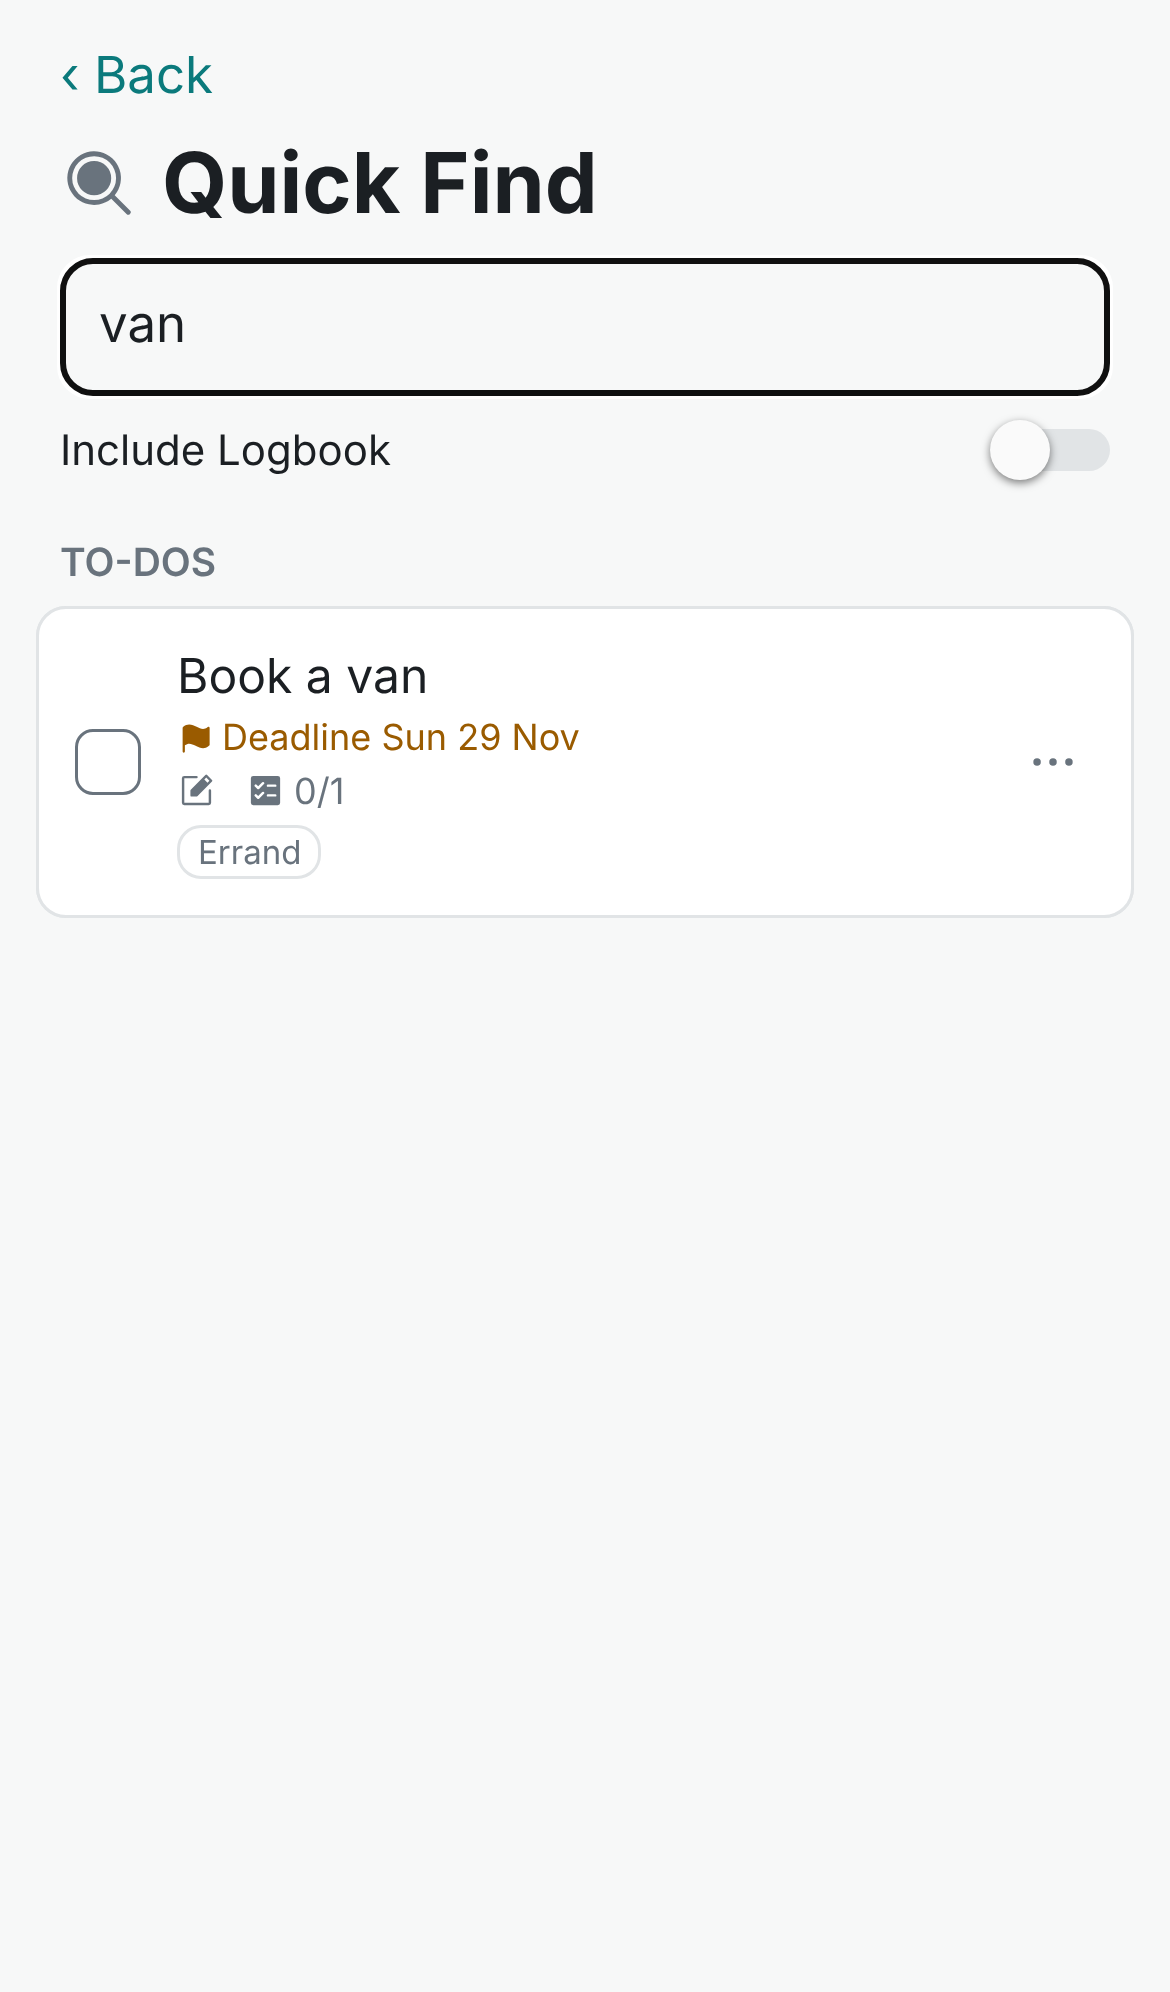 ‹ Back
Quick Find
van
Include Logbook
TO-DOS
Book a van
Deadline Sun 29 Nov
0/1
Errand